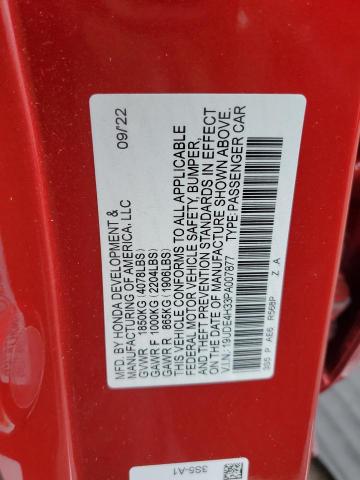 09/22
MFD. BY HONDA DEVELOPMENT &
MANUFACTURING OF AMERICA, LLC
GVWR 1850KG (4078LBS)
GAWR F 1000KG (2204LBS)
GAWR R 865KG (1906LBS)
THIS VEHICLE CONFORMS TO ALL APPLICABLE
FEDERAL MOTOR VEHICLE SAFETY, BUMPER,
AND THEFT PREVENTION STANDARDS IN EFFECT
ON THE DATE OF MANUFACTURE SHOWN ABOVE.
V.I.N.: 19UDE4H33PA007877 TYPE: PASSENGER CAR
3S5 P AE6 R568P Z A
3S5-A1